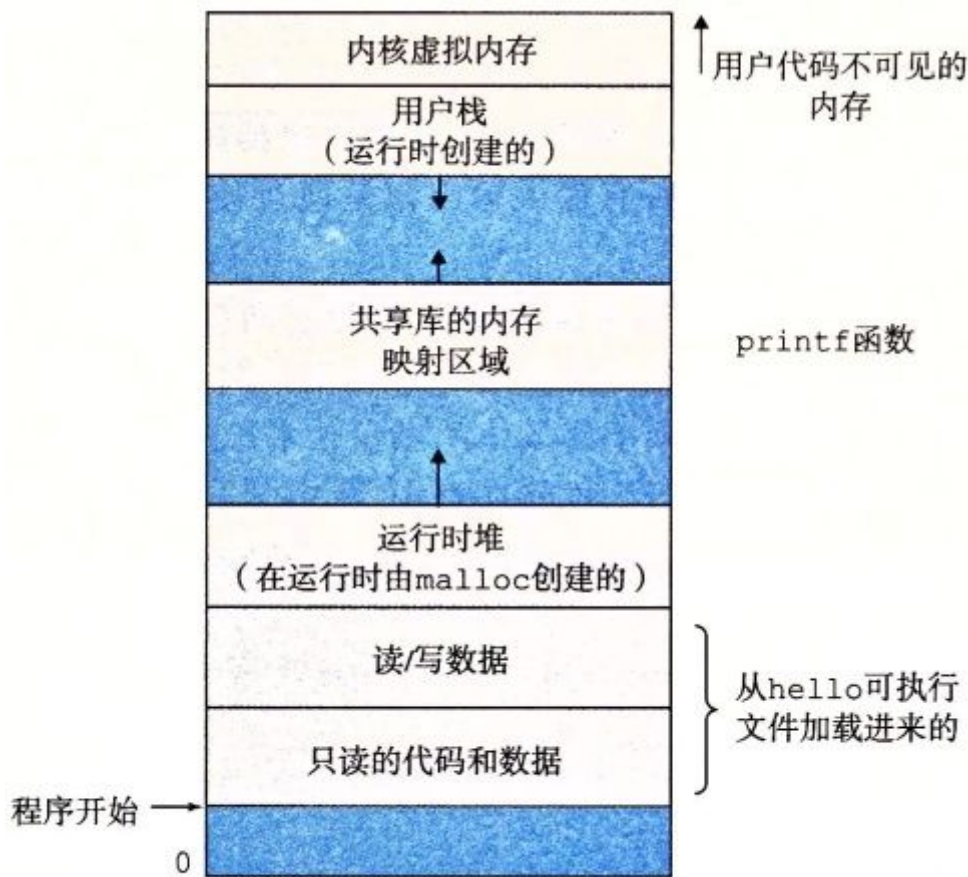 内核虚拟内存
用户代码不可见的
内存
用户栈
(运行时创建的)
共享库的内存
映射区域
printf函数
运行时堆
(在运行时由malloc创建的)
读/写数据
从hello可执行
文件加载进来的
只读的代码和数据
程序开始
0